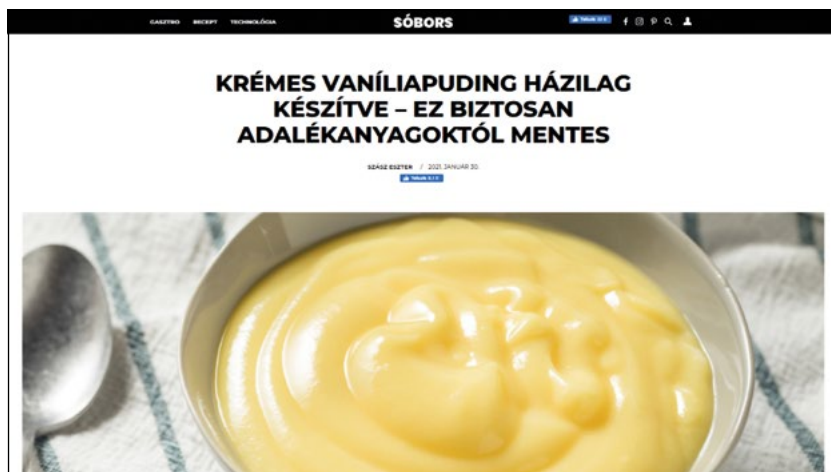 GASZTRO RECEPT TECHNOLÓGIA SÓBORS
KRÉMES VANÍLIAPUDING HÁZILAG
KÉSZÍTVE – EZ BIZTOSAN
ADALÉKANYAGOKTÓL MENTES
SZÁSZ ESZTER / 2021. JANUÁR 30.